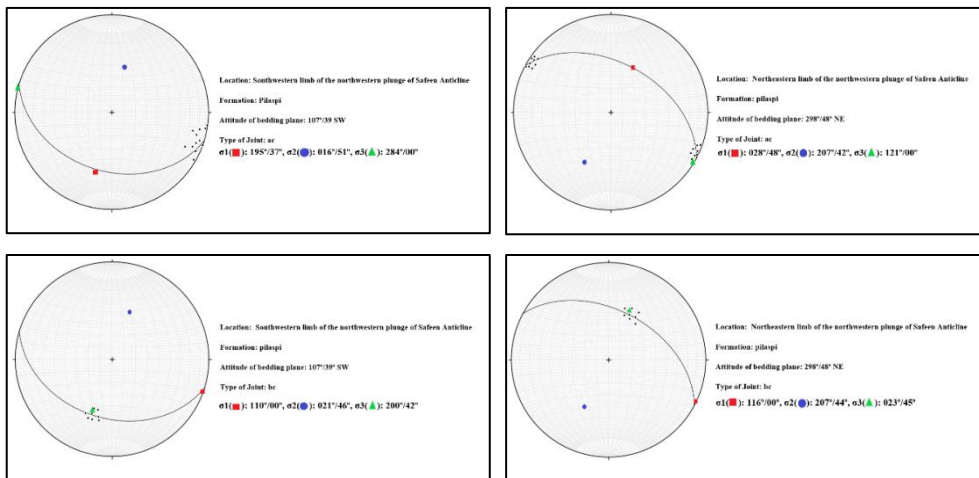 Location: Southwestern limb of the northwestern plunge of Safeen Anticline
Formation: Pilaspi
Attitude of bedding plane: 107°/39 SW
Type of Joint: ac
σ1(■): 195°/37°, σ2(●): 016°/51°, σ3(▲): 284°/00°
Location: Northeastern limb of the northwestern plunge of Safeen Anticline
Formation: pilaspi
Attitude of bedding plane: 298°/48° NE
Type of Joint: ac
σ1(■): 028°/48°, σ2(●): 207°/42°, σ3(▲): 121°/00°
Location: Southwestern limb of the northwestern plunge of Safeen Anticline
Formation: pilaspi
Attitude of bedding plane: 107°/39° SW
Type of Joint: bc
σ1(■): 110°/00°, σ2(●): 021°/46°, σ3(▲): 200°/42°
Location: Northeastern limb of the northwestern plunge of Safeen Anticline
Formation: pilaspi
Attitude of bedding plane: 298°/48° NE
Type of Joint: bc
σ1(■): 116°/00°, σ2(●): 207°/44°, σ3(▲): 023°/45°